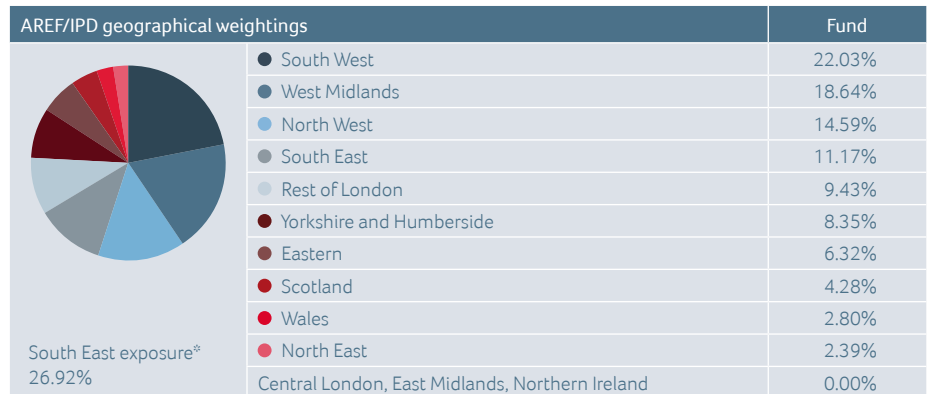 AREF/IPD geographical weightings Fund
South West 22.03%
West Midlands 18.64%
North West 14.59%
South East 11.17%
Rest of London 9.43%
Yorkshire and Humberside 8.35%
Eastern 6.32%
Scotland 4.28%
Wales 2.80%
North East 2.39%
Central London, East Midlands, Northern Ireland 0.00%
South East exposure*
26.92%